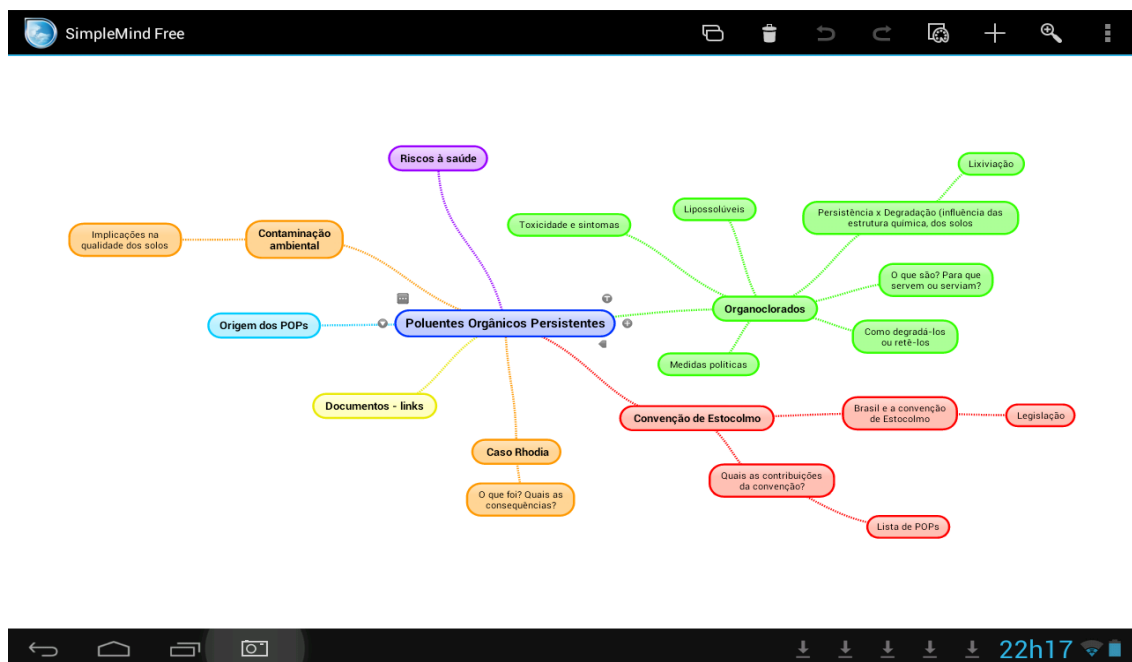 SimpleMind Free
Riscos à saúde
Lixiviação
Lipossolúveis
Persistência x Degradação (influência das
estrutura química, dos solos
Toxicidade e sintomas
Implicações na
qualidade dos solos
Contaminação
ambiental
O que são? Para que
servem ou serviam?
Organoclorados
Origem dos POPs
Poluentes Orgânicos Persistentes
Como degradá-los
ou retê-los
Medidas políticas
Documentos - links
Convenção de Estocolmo
Brasil e a convenção
de Estocolmo
Legislação
Caso Rhodia
Quais as contribuições
da convenção?
O que foi? Quais as
consequências?
Lista de POPs
22h17